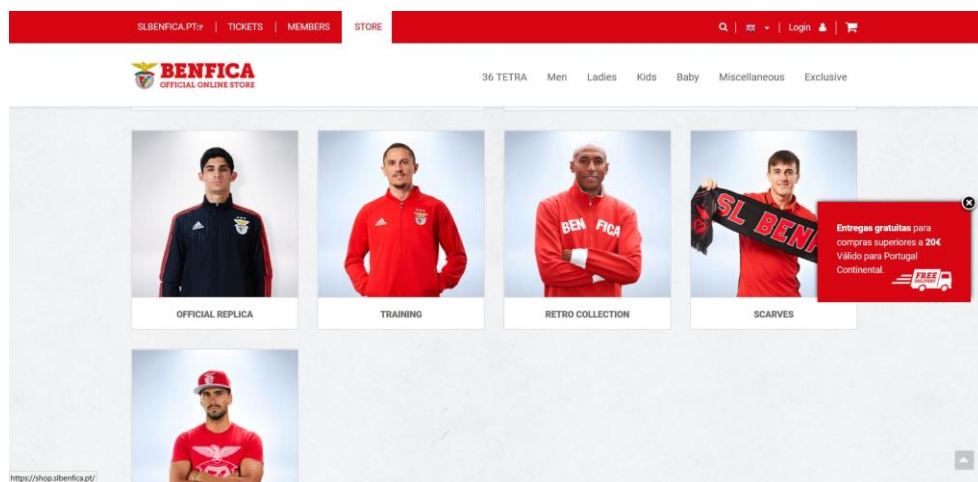 SLBENFICA.PT | TICKETS | MEMBERS STORE | Login
BENFICA
OFFICIAL ONLINE STORE
36 TETRA Men Ladies Kids Baby Miscellaneous Exclusive
BEN FICA
SL BENF
Entregas gratuitas para
compras superiores a 20€
Válido para Portugal
Continental.
FREE
DELIVERY
OFFICIAL REPLICA
TRAINING
RETRO COLLECTION
SCARVES
https://shop.slbenfica.pt/